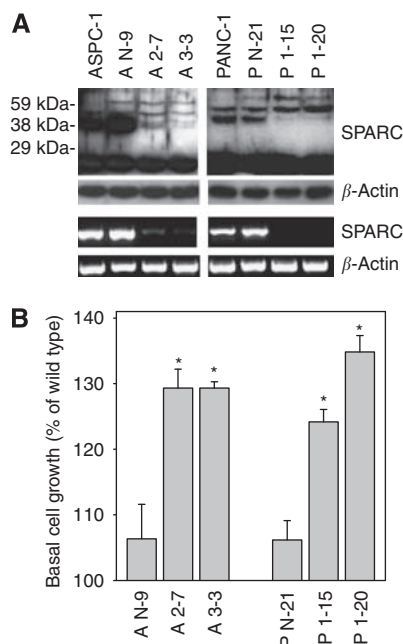 A
ASPC-1
A N-9
A 2-7
A 3-3
PANC-1
P N-21
P 1-15
P 1-20
59 kDa-
38 kDa-
29 kDa-
SPARC
β-Actin
SPARC
β-Actin
B
Basal cell growth (% of wild type)
140
130
120
110
100
*
*
*
*
A N-9
A 2-7
A 3-3
P N-21
P 1-15
P 1-20